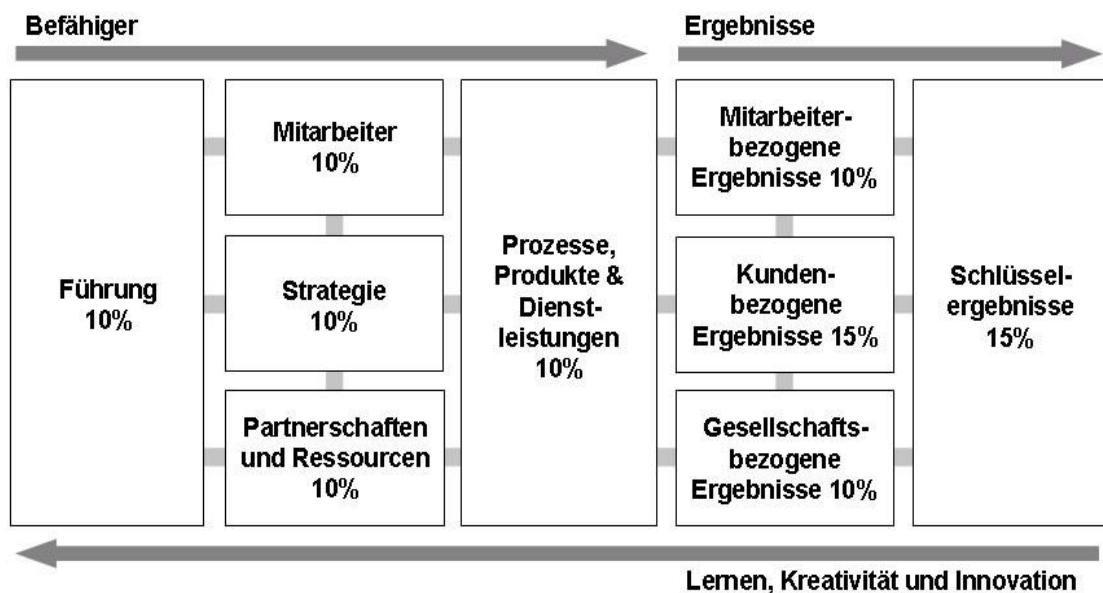 Befähiger
Ergebnisse
Führung
10%
Mitarbeiter
10%
Strategie
10%
Partnerschaften
und Ressourcen
10%
Prozesse,
Produkte &
Dienst-
leistungen
10%
Mitarbeiter-
bezogene
Ergebnisse 10%
Kunden-
bezogene
Ergebnisse 15%
Gesellschafts-
bezogene
Ergebnisse 10%
Schlüssel-
ergebnisse
15%
Lernen, Kreativität und Innovation